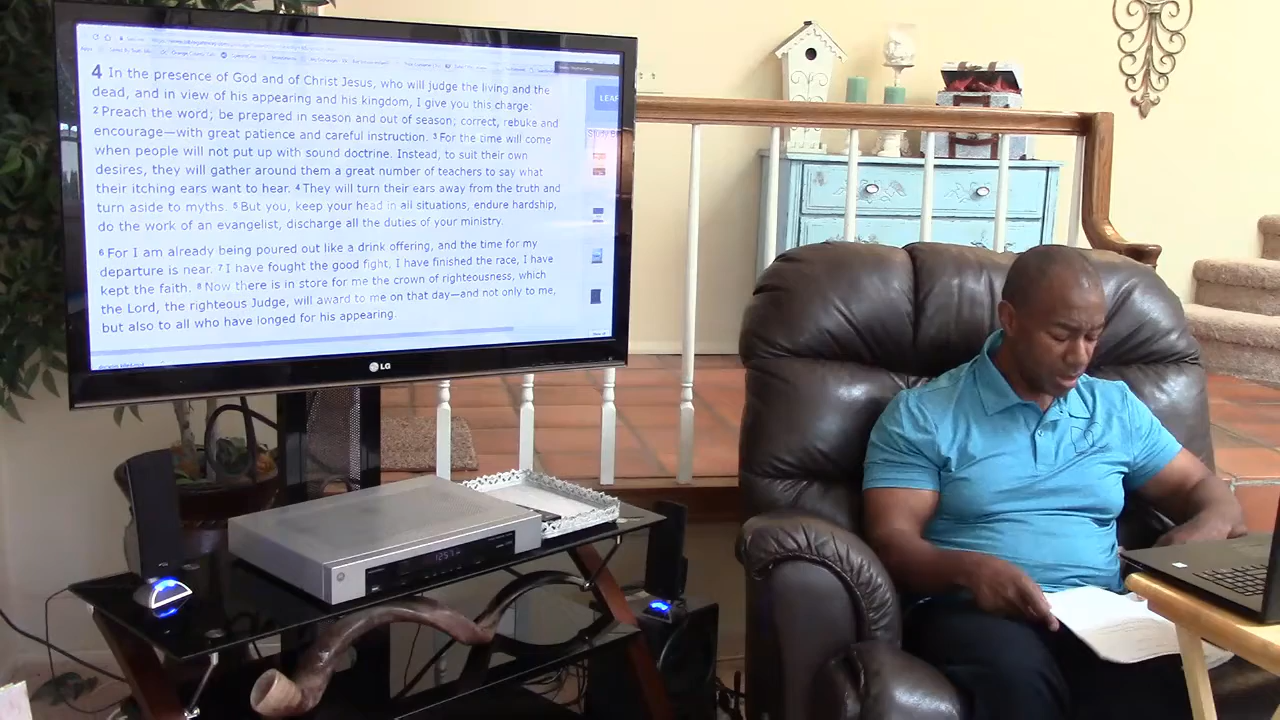 4 In the presence of God and of Christ Jesus, who will judge the living and the
dead, and in view of his appearing and his kingdom, I give you this charge:
2 Preach the word; be prepared in season and out of season; correct, rebuke and
encourage—with great patience and careful instruction. 3 For the time will come
when people will not put up with sound doctrine. Instead, to suit their own
desires, they will gather around them a great number of teachers to say what
their itching ears want to hear. 4 They will turn their ears away from the truth and
turn aside to myths. 5 But you, keep your head in all situations, endure hardship,
do the work of an evangelist, discharge all the duties of your ministry.
6 For I am already being poured out like a drink offering, and the time for my
departure is near. 7 I have fought the good fight, I have finished the race, I have
kept the faith. 8 Now there is in store for me the crown of righteousness, which
the Lord, the righteous Judge, will award to me on that day—and not only to me,
but also to all who have longed for his appearing.
LEAF
LG